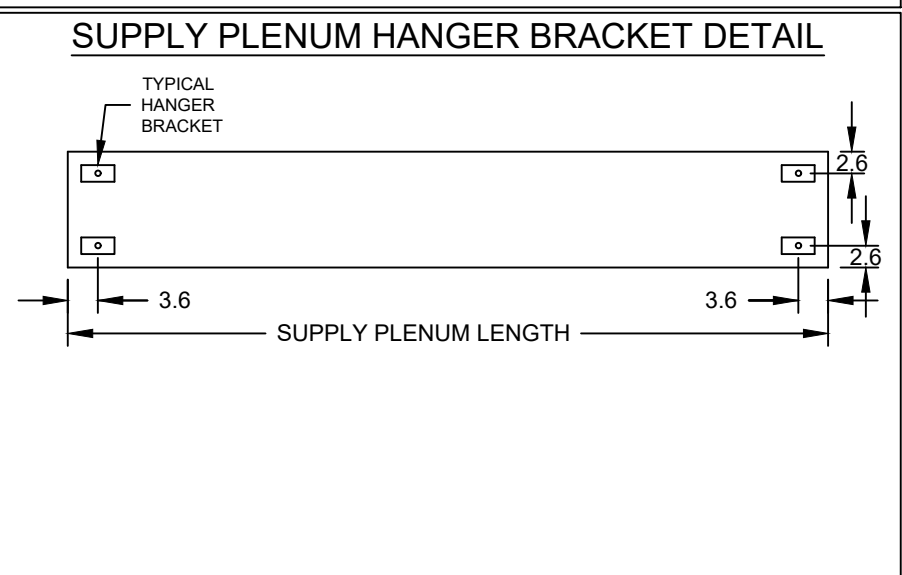 SUPPLY PLENUM HANGER BRACKET DETAIL
TYPICAL
HANGER
BRACKET
2.6
2.6
3.6
3.6
SUPPLY PLENUM LENGTH